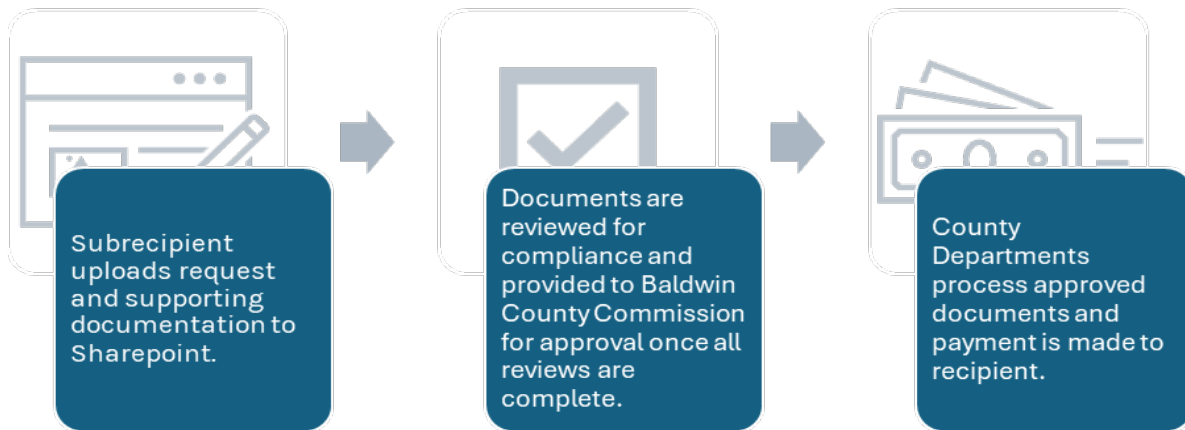 Subrecipient
uploads request
and supporting
documentation to
Sharepoint.
Documents are
reviewed for
compliance and
provided to Baldwin
County Commission
for approval once all
reviews are
complete.
County
Departments
process approved
documents and
payment is made to
recipient.